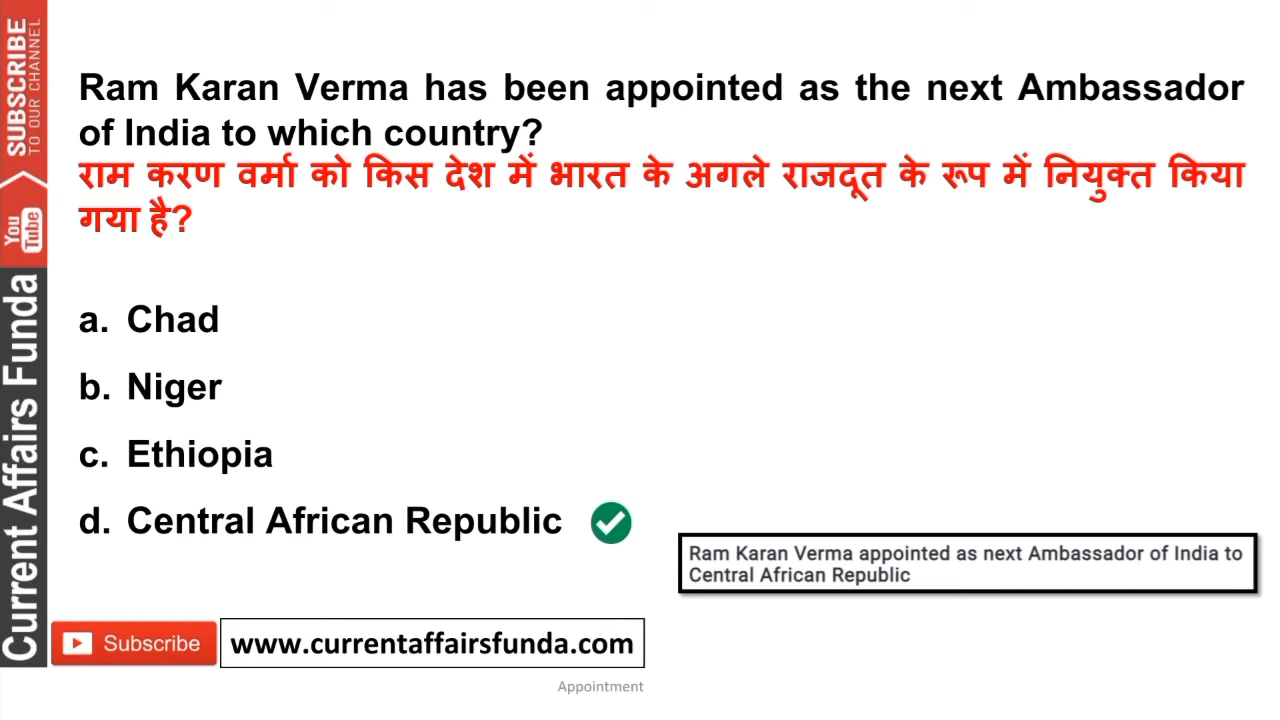 SUBSCRIBE
TO OUR CHANNEL
You
Tube
Current Affairs Funda
Ram Karan Verma has been appointed as the next Ambassador
of India to which country?
राम करण वर्मा को किस देश में भारत के अगले राजदूत के रूप में नियुक्त किया
गया है?
a. Chad
b. Niger
c. Ethiopia
d. Central African Republic
Ram Karan Verma appointed as next Ambassador of India to
Central African Republic
Subscribe
www.currentaffairsfunda.com
Appointment